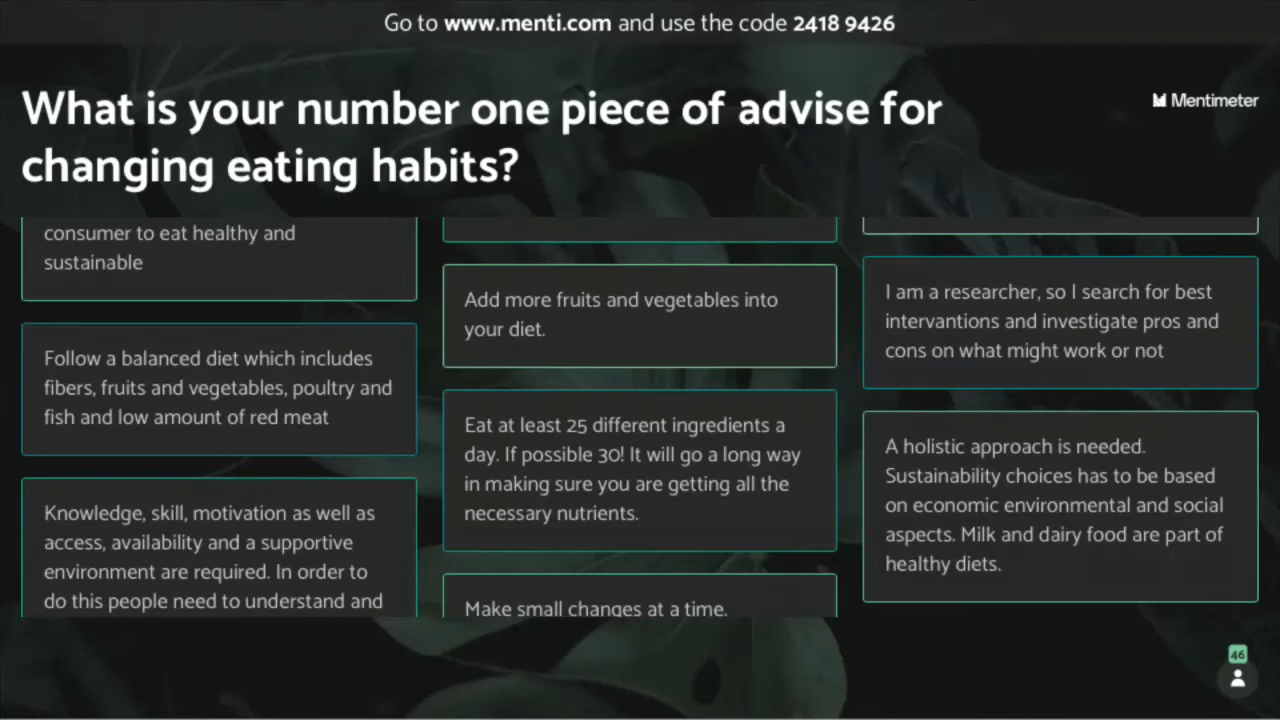 Go to www.menti.com and use the code 2418 9426
What is your number one piece of advise for
changing eating habits?
Mentimeter
consumer to eat healthy and
sustainable
Follow a balanced diet which includes
fibers, fruits and vegetables, poultry and
fish and low amount of red meat
Knowledge, skill, motivation as well as
access, availability and a supportive
environment are required. In order to
do this people need to understand and
Add more fruits and vegetables into
your diet.
Eat at least 25 different ingredients a
day. If possible 30! It will go a long way
in making sure you are getting all the
necessary nutrients.
Make small changes at a time.
I am a researcher, so I search for best
intervantions and investigate pros and
cons on what might work or not
A holistic approach is needed.
Sustainability choices has to be based
on economic environmental and social
aspects. Milk and dairy food are part of
healthy diets.
46